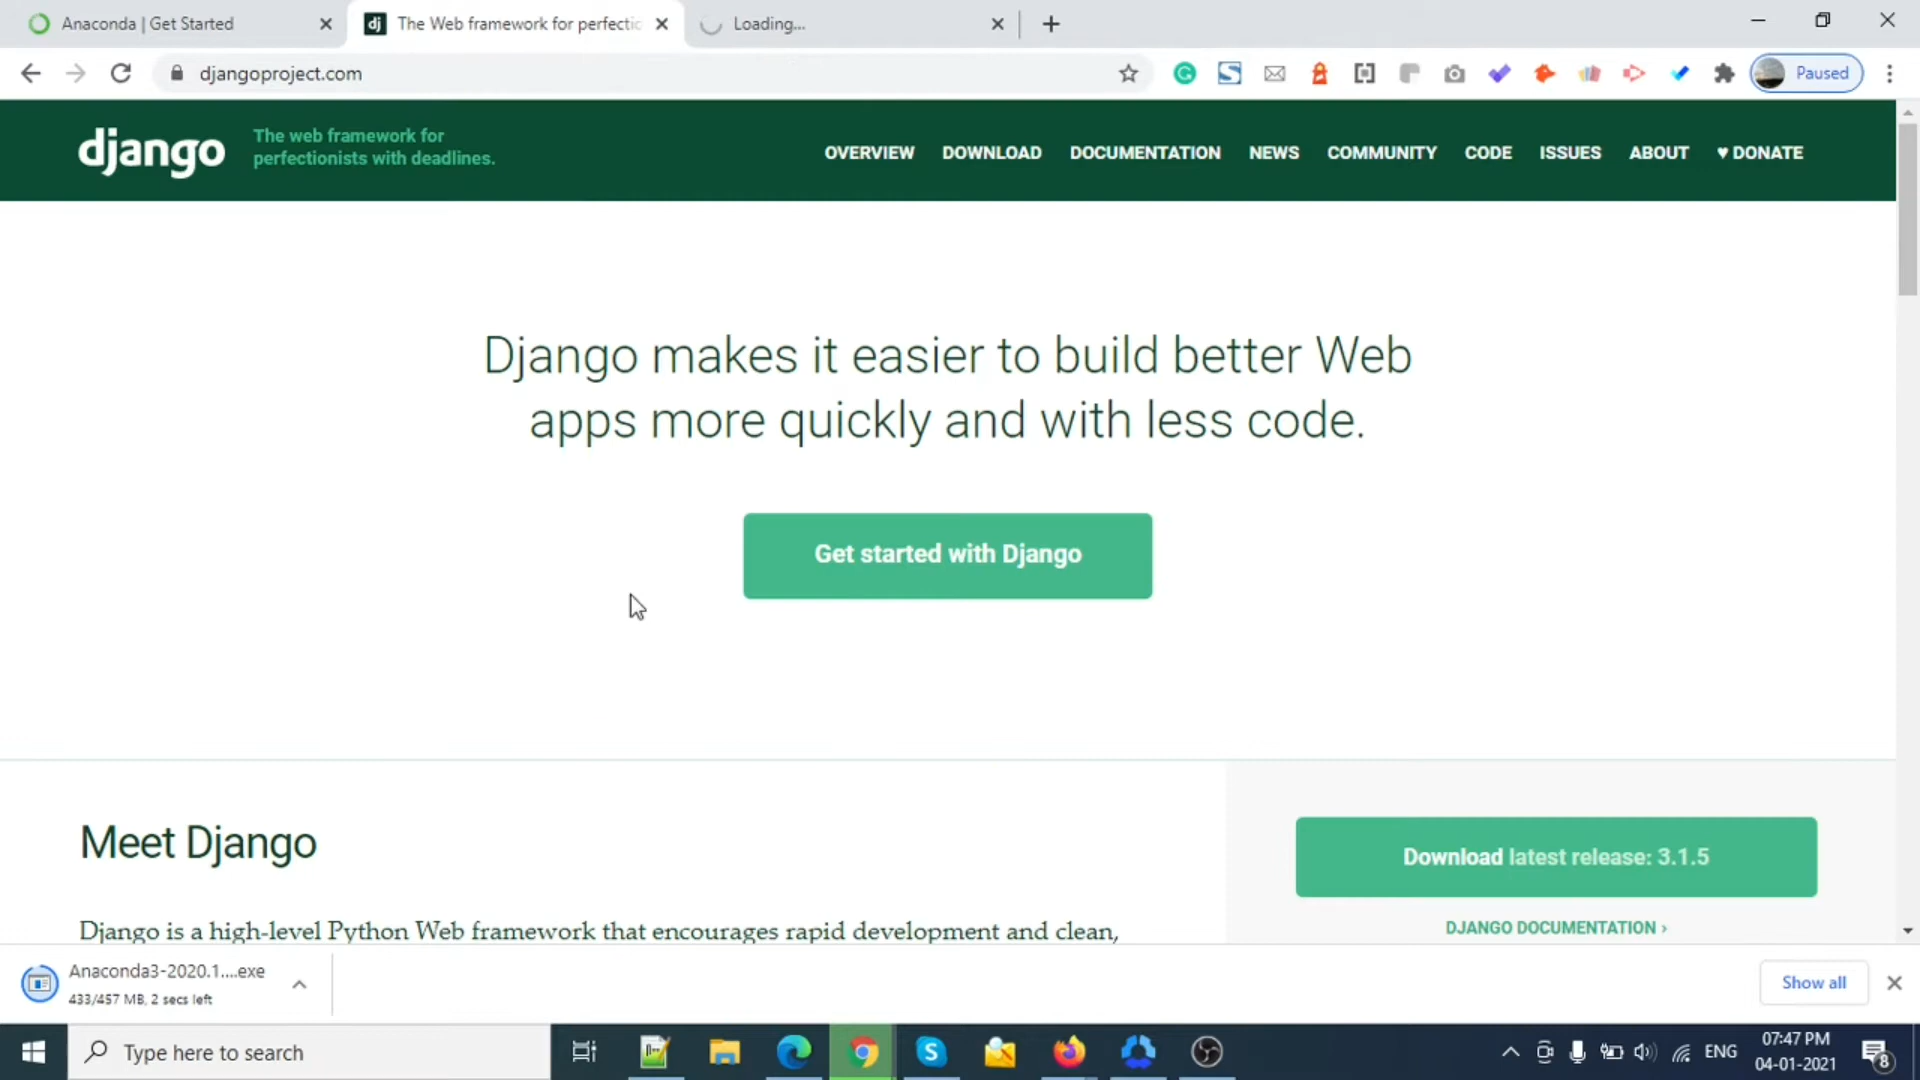 Anaconda | Get Started
The Web framework for perfectio
Loading...
djangoproject.com
Paused
django
The web framework for
perfectionists with deadlines.
OVERVIEW DOWNLOAD DOCUMENTATION NEWS COMMUNITY CODE ISSUES ABOUT ♥ DONATE
Django makes it easier to build better Web
apps more quickly and with less code.
Get started with Django
Meet Django
Django is a high-level Python Web framework that encourages rapid development and clean,
Download latest release: 3.1.5
DJANGO DOCUMENTATION ›
Anaconda3-2020.1....exe
433/457 MB, 2 secs left
Show all
Type here to search
ENG
07:47 PM
04-01-2021
8